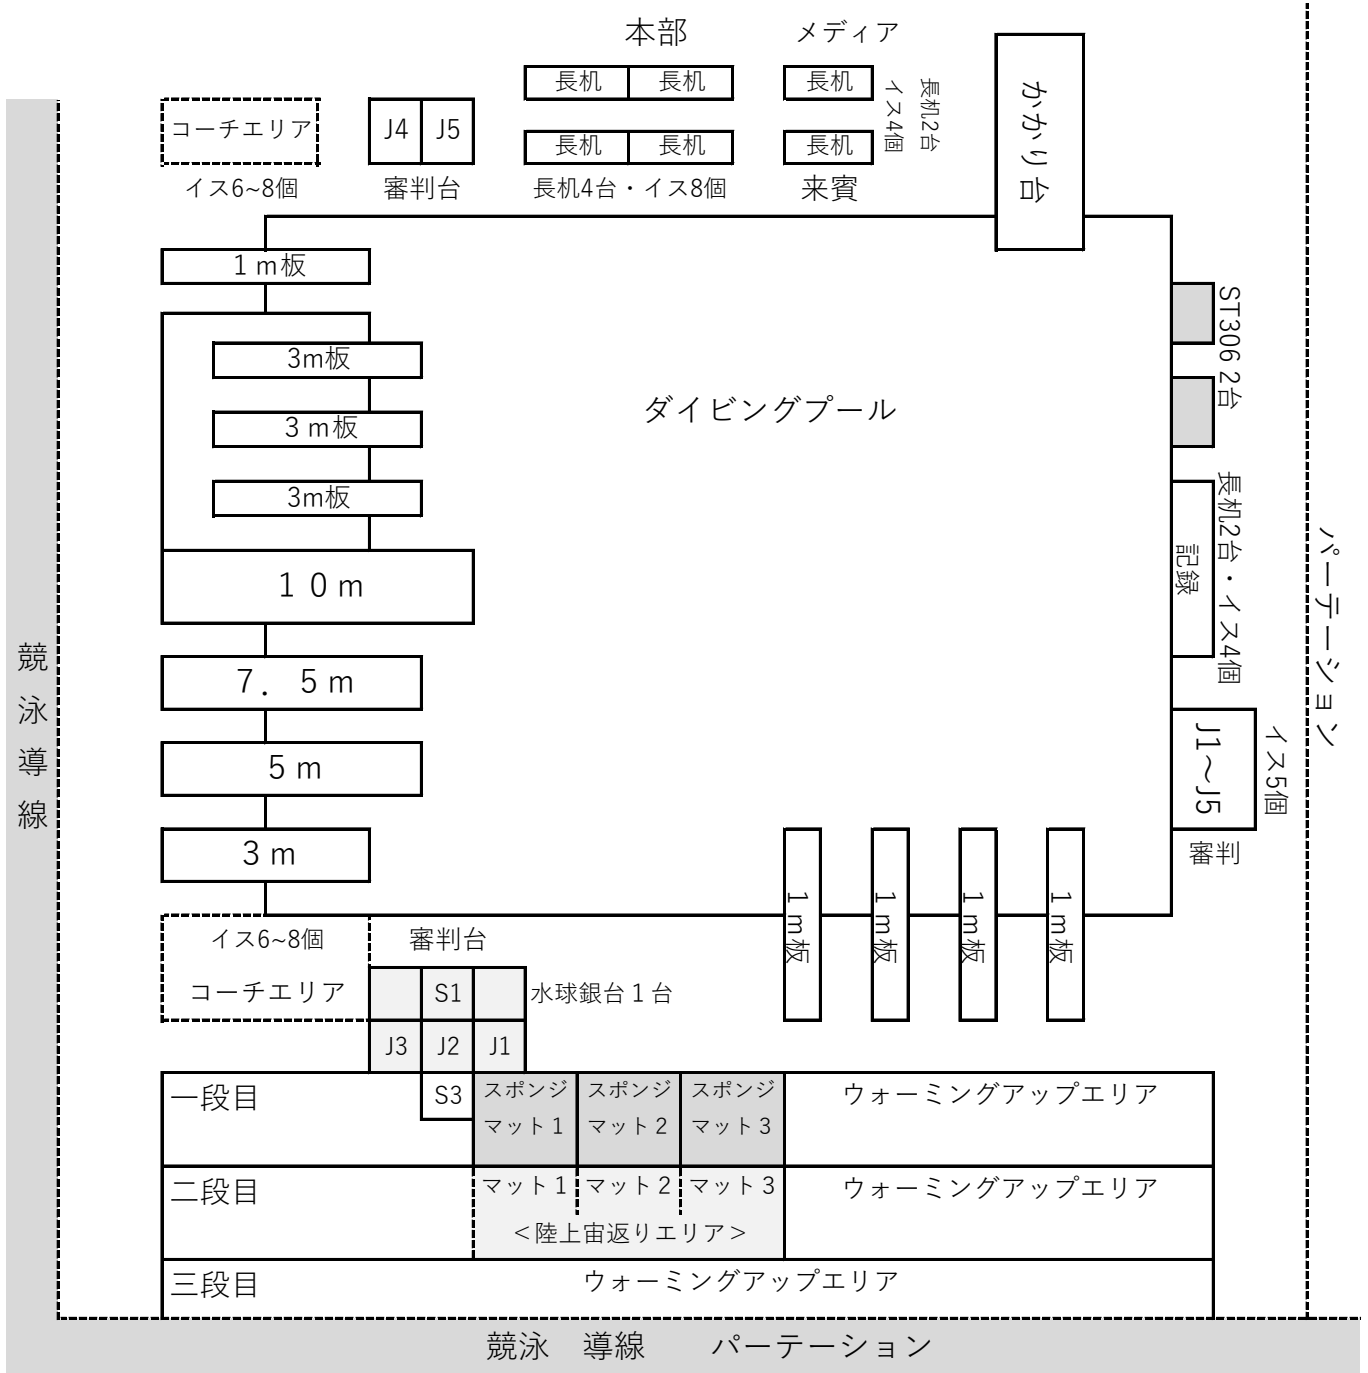 本部
メディア
長机
長机
長机
長机2台
イス4個
かかり台
コーチエリア
J4
J5
長机
長机
長机
イス6~8個
審判台
長机4台・イス8個
来賓
1m板
ST306 2台
3m板
ダイビングプール
3m板
3m板
長机2台・イス4個
記録
10m
パーテーション
7.5m
競泳導線
5m
J1〜J5
イス5個
3m
審判
1m板
1m板
1m板
1m板
イス6~8個
審判台
コーチエリア
S1
水球銀台1台
J3
J2
J1
一段目
S3
スポンジ
マット1
スポンジ
マット2
スポンジ
マット3
ウォーミングアップエリア
二段目
マット1
マット2
マット3
ウォーミングアップエリア
<陸上宙返りエリア>
三段目
ウォーミングアップエリア
競泳 導線 パーテーション